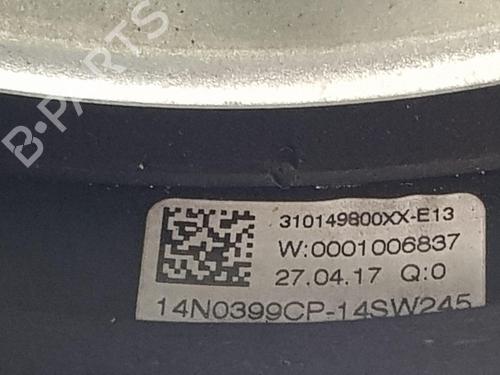 B-PARTS
310149800XX-E13
W:0001006837
27.04.17 Q:0
14N0399CP-14SW245